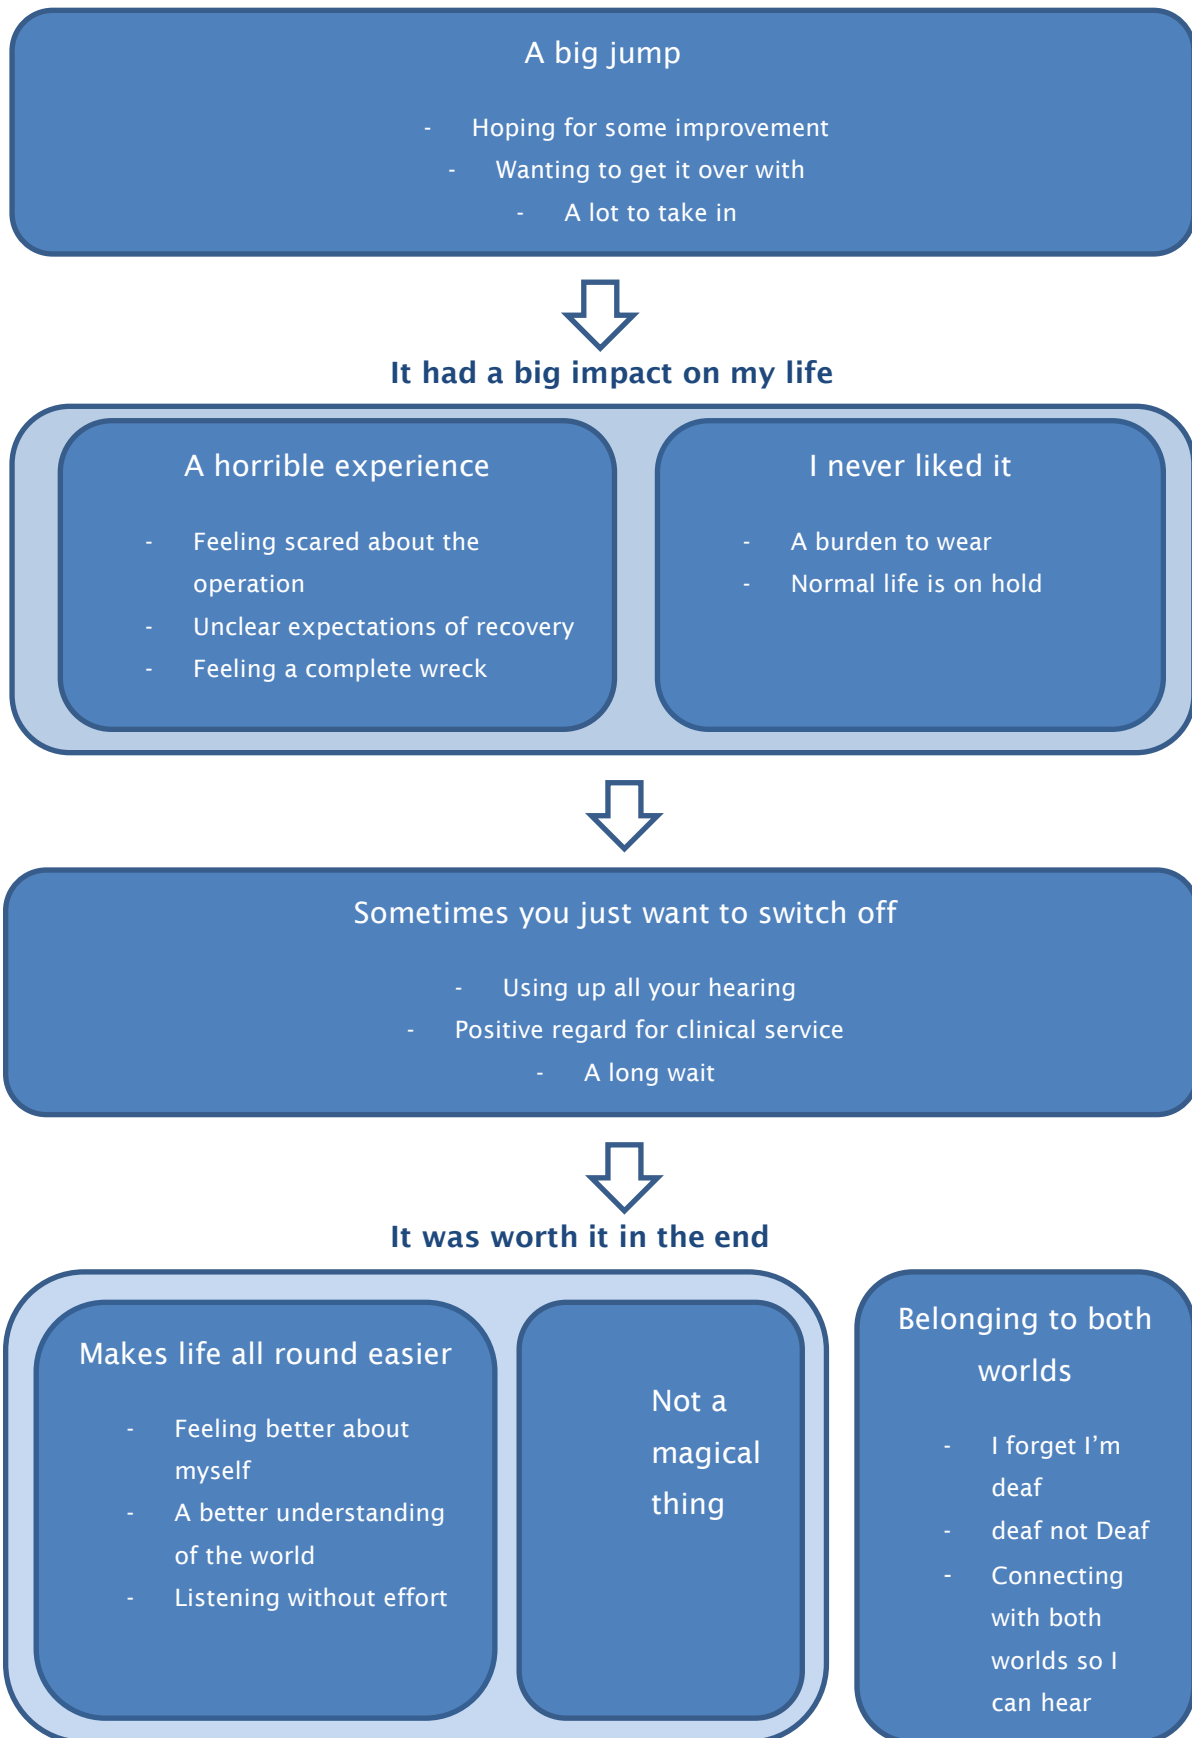 A big jump
- Hoping for some improvement
- Wanting to get it over with
- A lot to take in
It had a big impact on my life
A horrible experience
- Feeling scared about the
operation
- Unclear expectations of recovery
- Feeling a complete wreck
I never liked it
- A burden to wear
- Normal life is on hold
Sometimes you just want to switch off
- Using up all your hearing
- Positive regard for clinical service
- A long wait
It was worth it in the end
Makes life all round easier
- Feeling better about
myself
- A better understanding
of the world
- Listening without effort
Not a
magical
thing
Belonging to both
worlds
- I forget I’m
deaf
- deaf not Deaf
- Connecting
with both
worlds so I
can hear